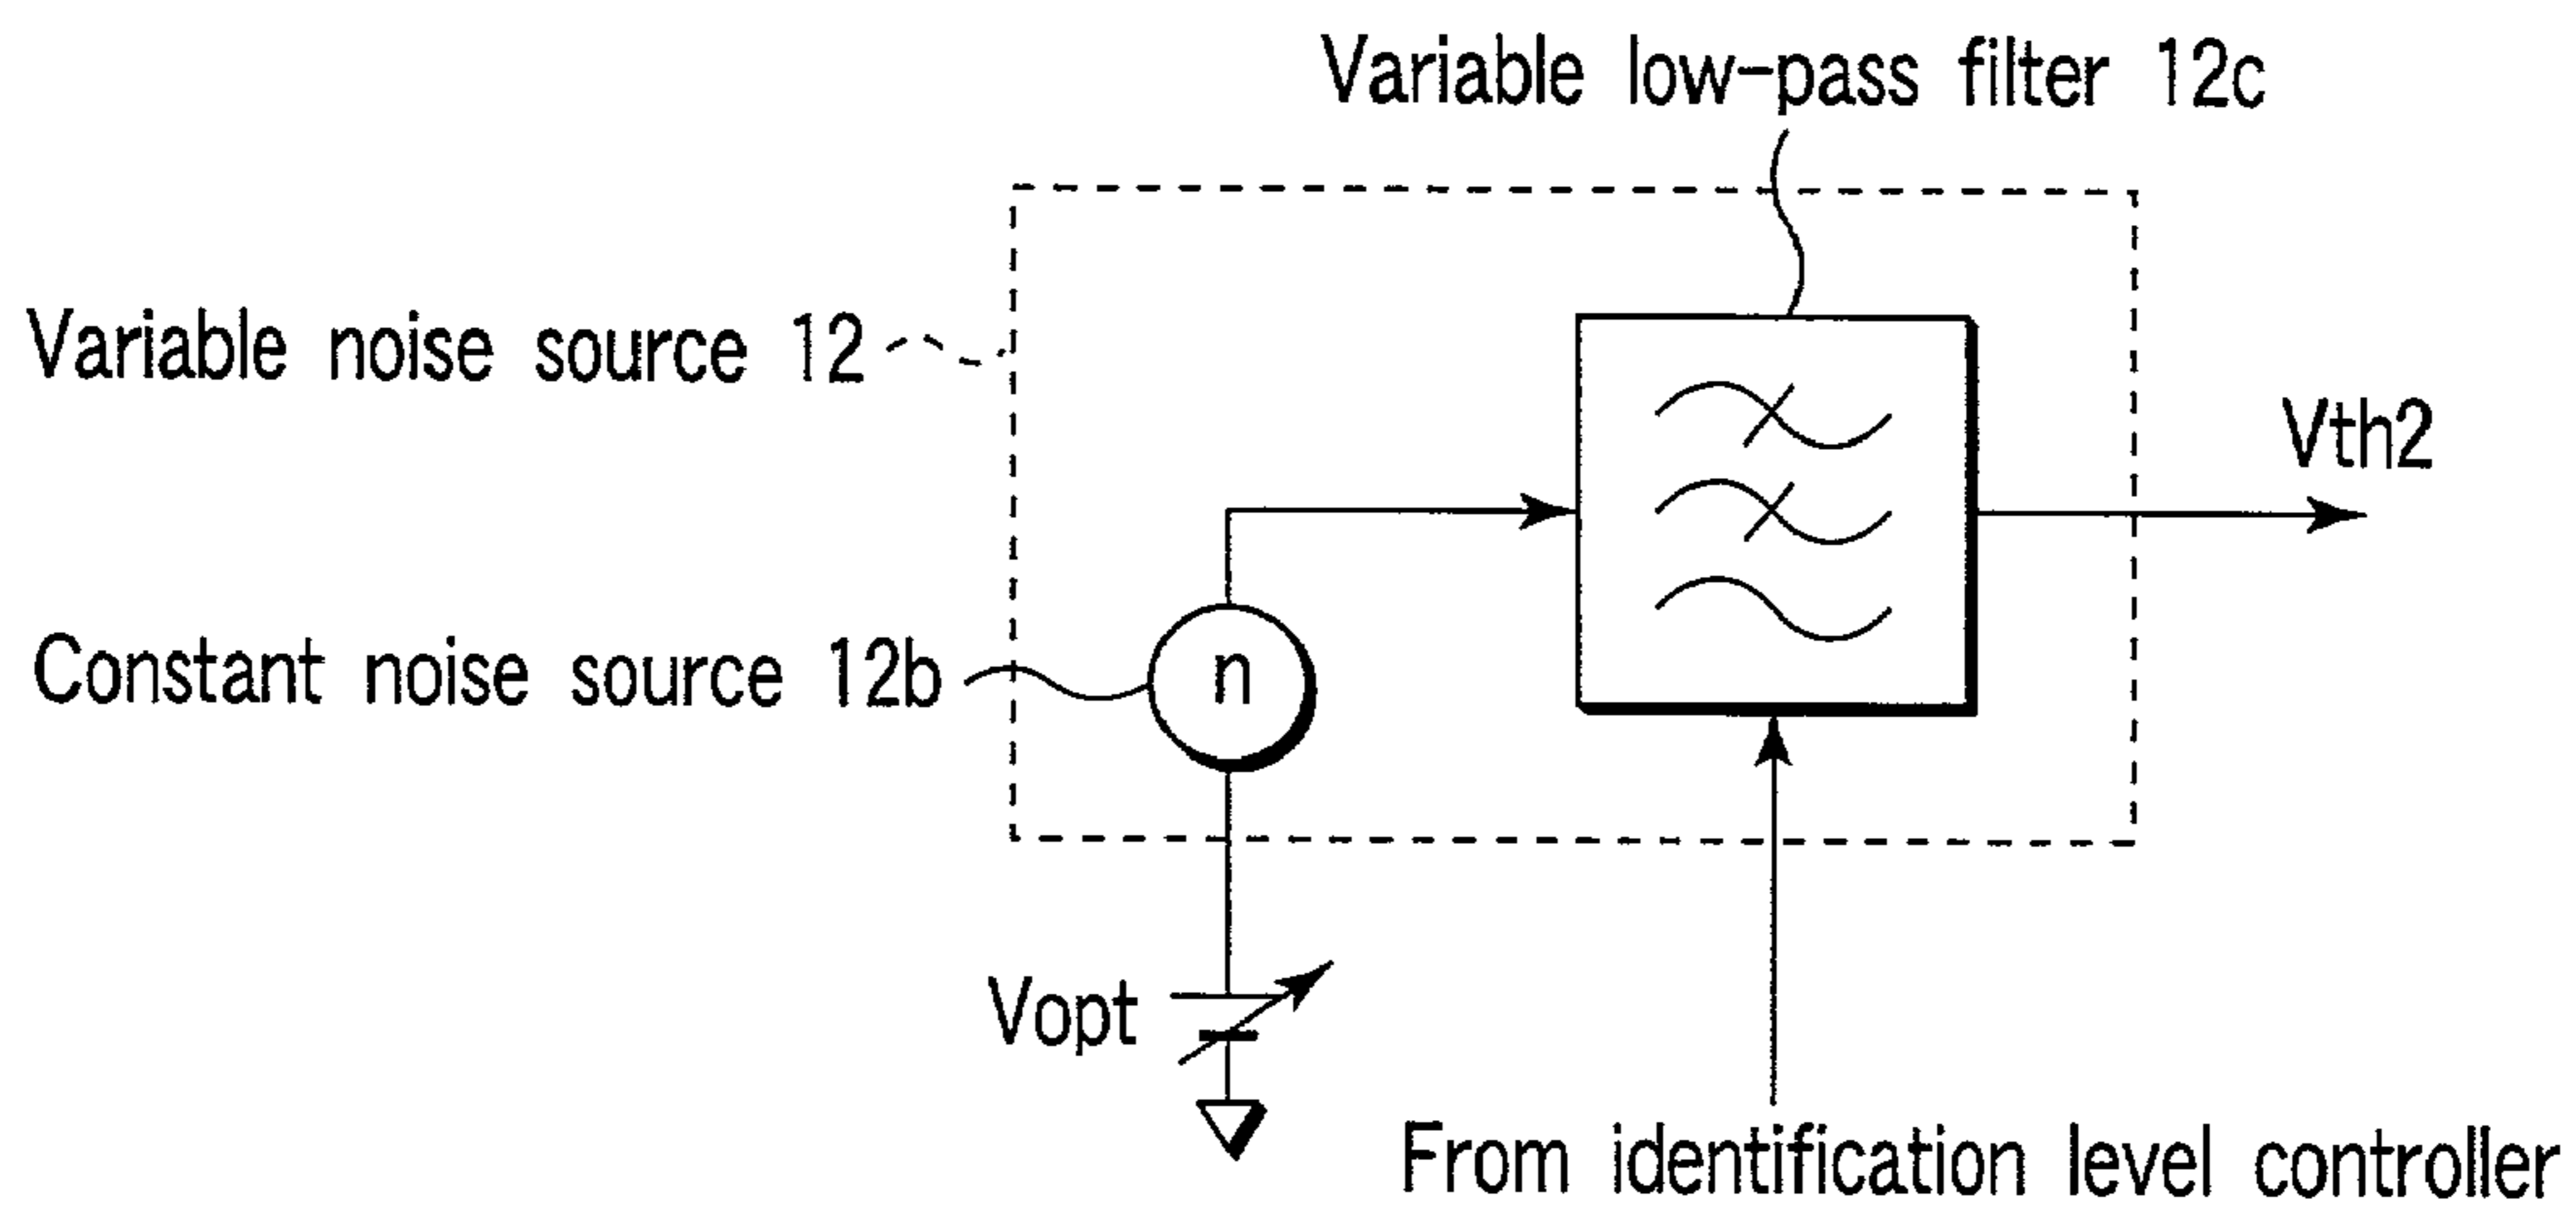 Variable low-pass filter 12c
Variable noise source 12
Vth2
Constant noise source 12b
n
Vopt
From identification level controller